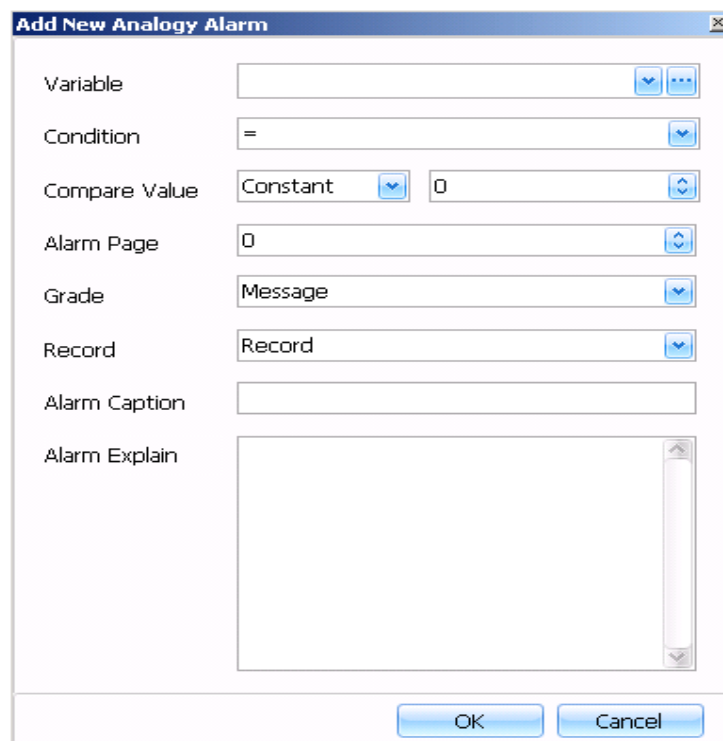 Add New Analogy Alarm
Variable
Condition =
Compare Value Constant 0
Alarm Page 0
Grade Message
Record Record
Alarm Caption
Alarm Explain
OK Cancel